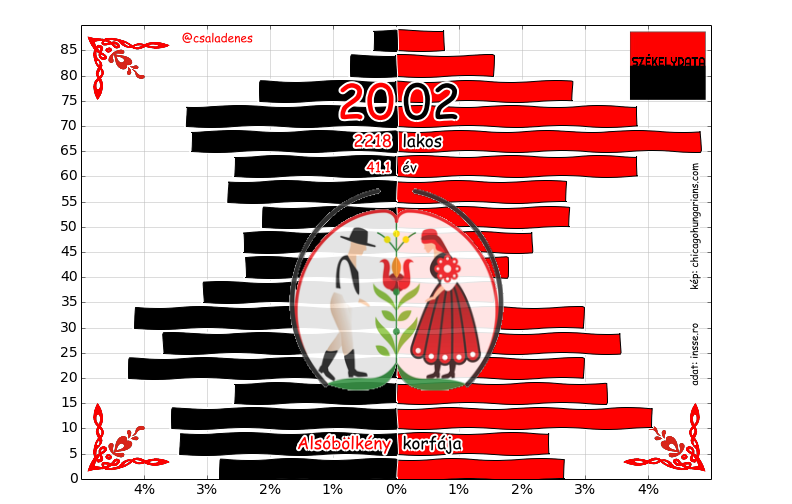 @csaladenes
SZÉKELYDATA
2002
2218 lakos
41,1 év
kép: chicagohungarians.com
adat: insse.ro
Alsóbölkény korfája
85
80
75
70
65
60
55
50
45
40
35
30
25
20
15
10
5
0
4% 3% 2% 1% 0% 1% 2% 3% 4%